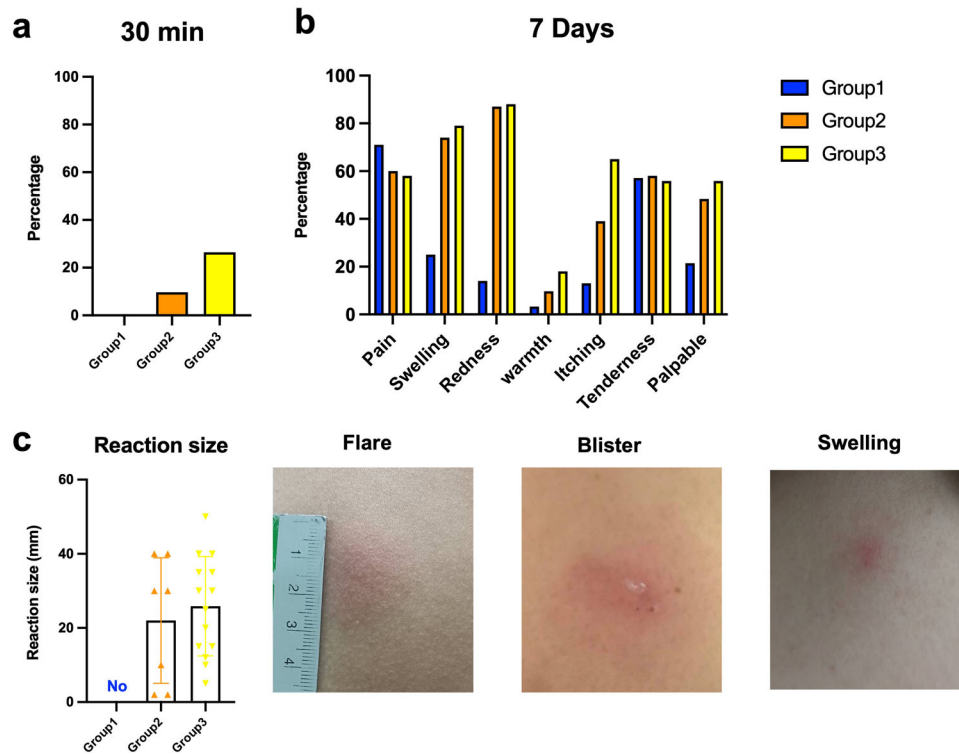 a
30 min
100
80
60
40
20
0
Percentage
Group1
Group2
Group3
b
7 Days
100
80
60
40
20
0
Percentage
Pain
Swelling
Redness
warmth
Itching
Tenderness
Palpable
Group1
Group2
Group3
c
Reaction size
60
40
20
0
Reaction size (mm)
No
Group1
Group2
Group3
Flare
1
2
3
4
Blister
Swelling